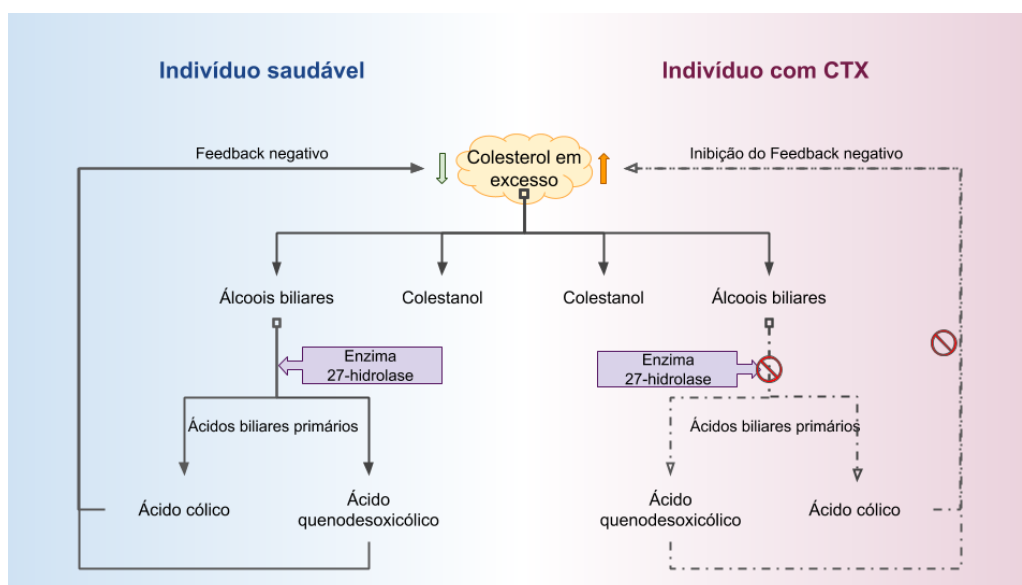 Indivíduo saudável
Indivíduo com CTX
Feedback negativo
Colesterol em
excesso
Inibição do Feedback negativo
Álcoois biliares
Colestanol
Colestanol
Álcoois biliares
Enzima
27-hidrolase
Enzima
27-hidrolase
Ácidos biliares primários
Ácidos biliares primários
Ácido cólico
Ácido
quenodesoxicólico
Ácido
quenodesoxicólico
Ácido cólico